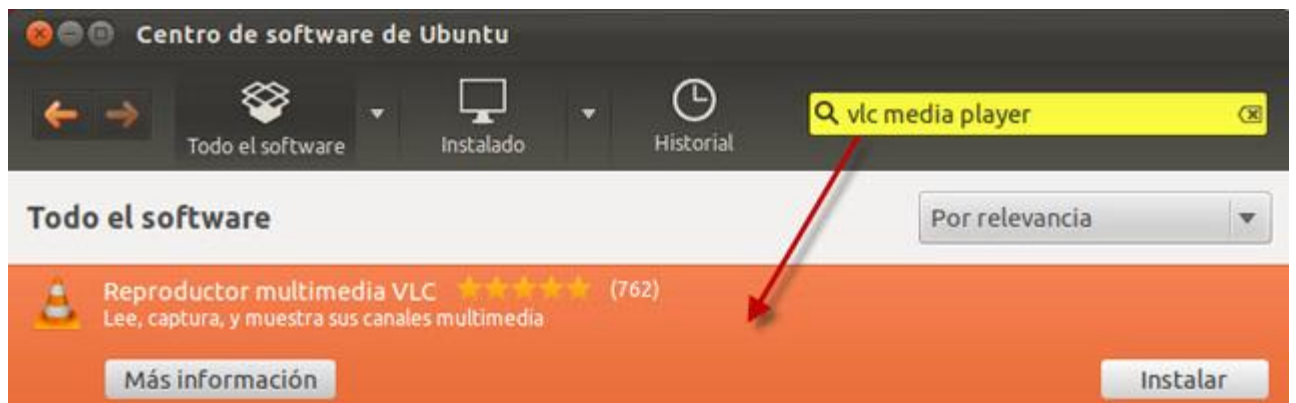 Centro de software de Ubuntu
Todo el software
Instalado
Historial
vlc media player
Todo el software
Por relevancia
Reproductor multimedia VLC (762)
Lee, captura, y muestra sus canales multimedia
Más información
Instalar